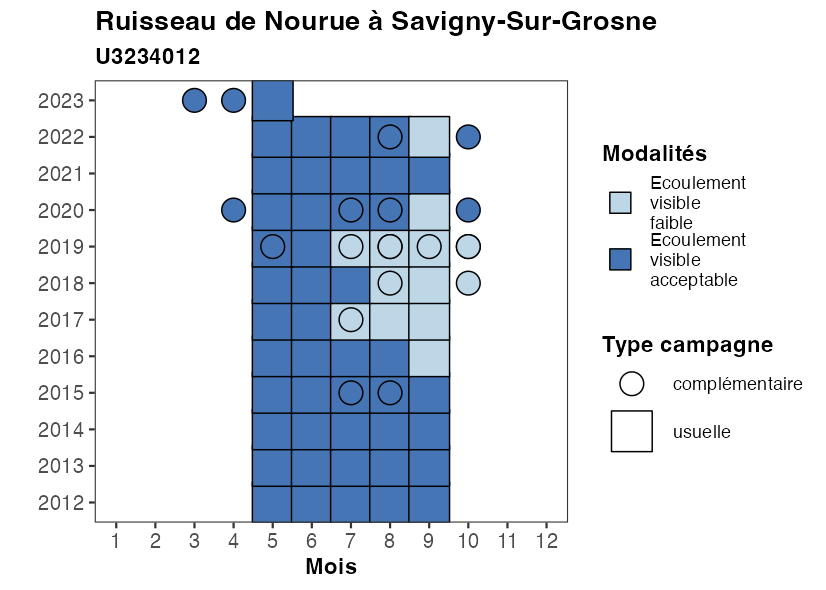 Ruisseau de Nourue à Savigny-Sur-Grosne
U3234012
2023
2022
2021
2020
2019
2018
2017
2016
2015
2014
2013
2012
1 2 3 4 5 6 7 8 9 10 11 12
Mois
Modalités
Ecoulement
visible
faible
Ecoulement
visible
acceptable
Type campagne
complémentaire
usuelle